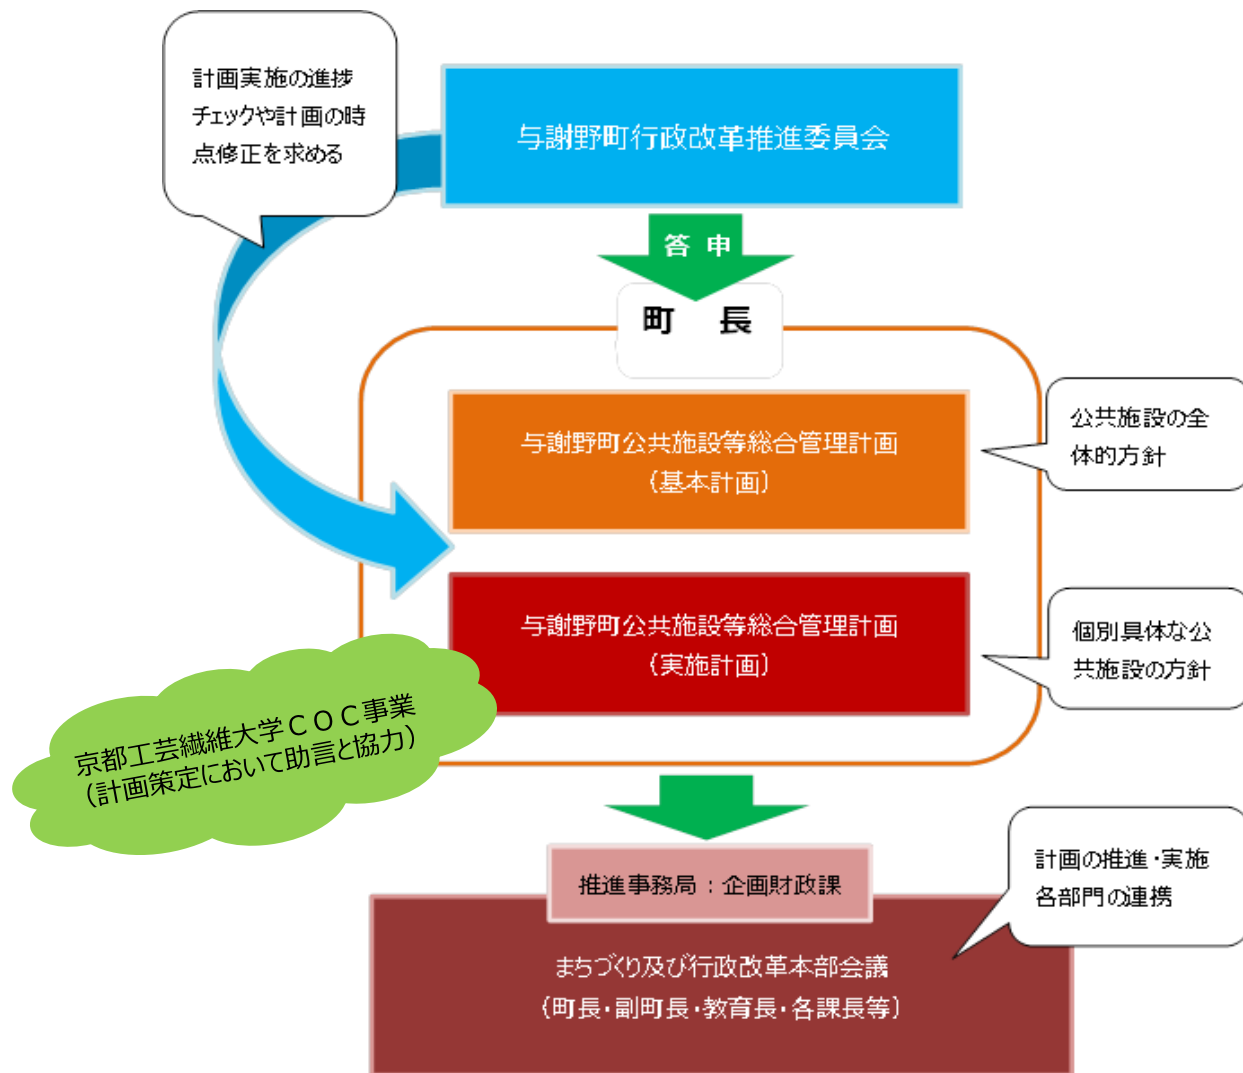 計画実施の進捗
チェックや計画の時
点修正を求める
与謝野町行政改革推進委員会
答 申
町　長
与謝野町公共施設等総合管理計画
（基本計画）
公共施設の全
体的方針
与謝野町公共施設等総合管理計画
（実施計画）
個別具体な公
共施設の方針
京都工芸繊維大学ＣＯＣ事業
（計画策定において助言と協力）
推進事務局：企画財政課
計画の推進・実施
各部門の連携
まちづくり及び行政改革本部会議
（町長・副町長・教育長・各課長等）